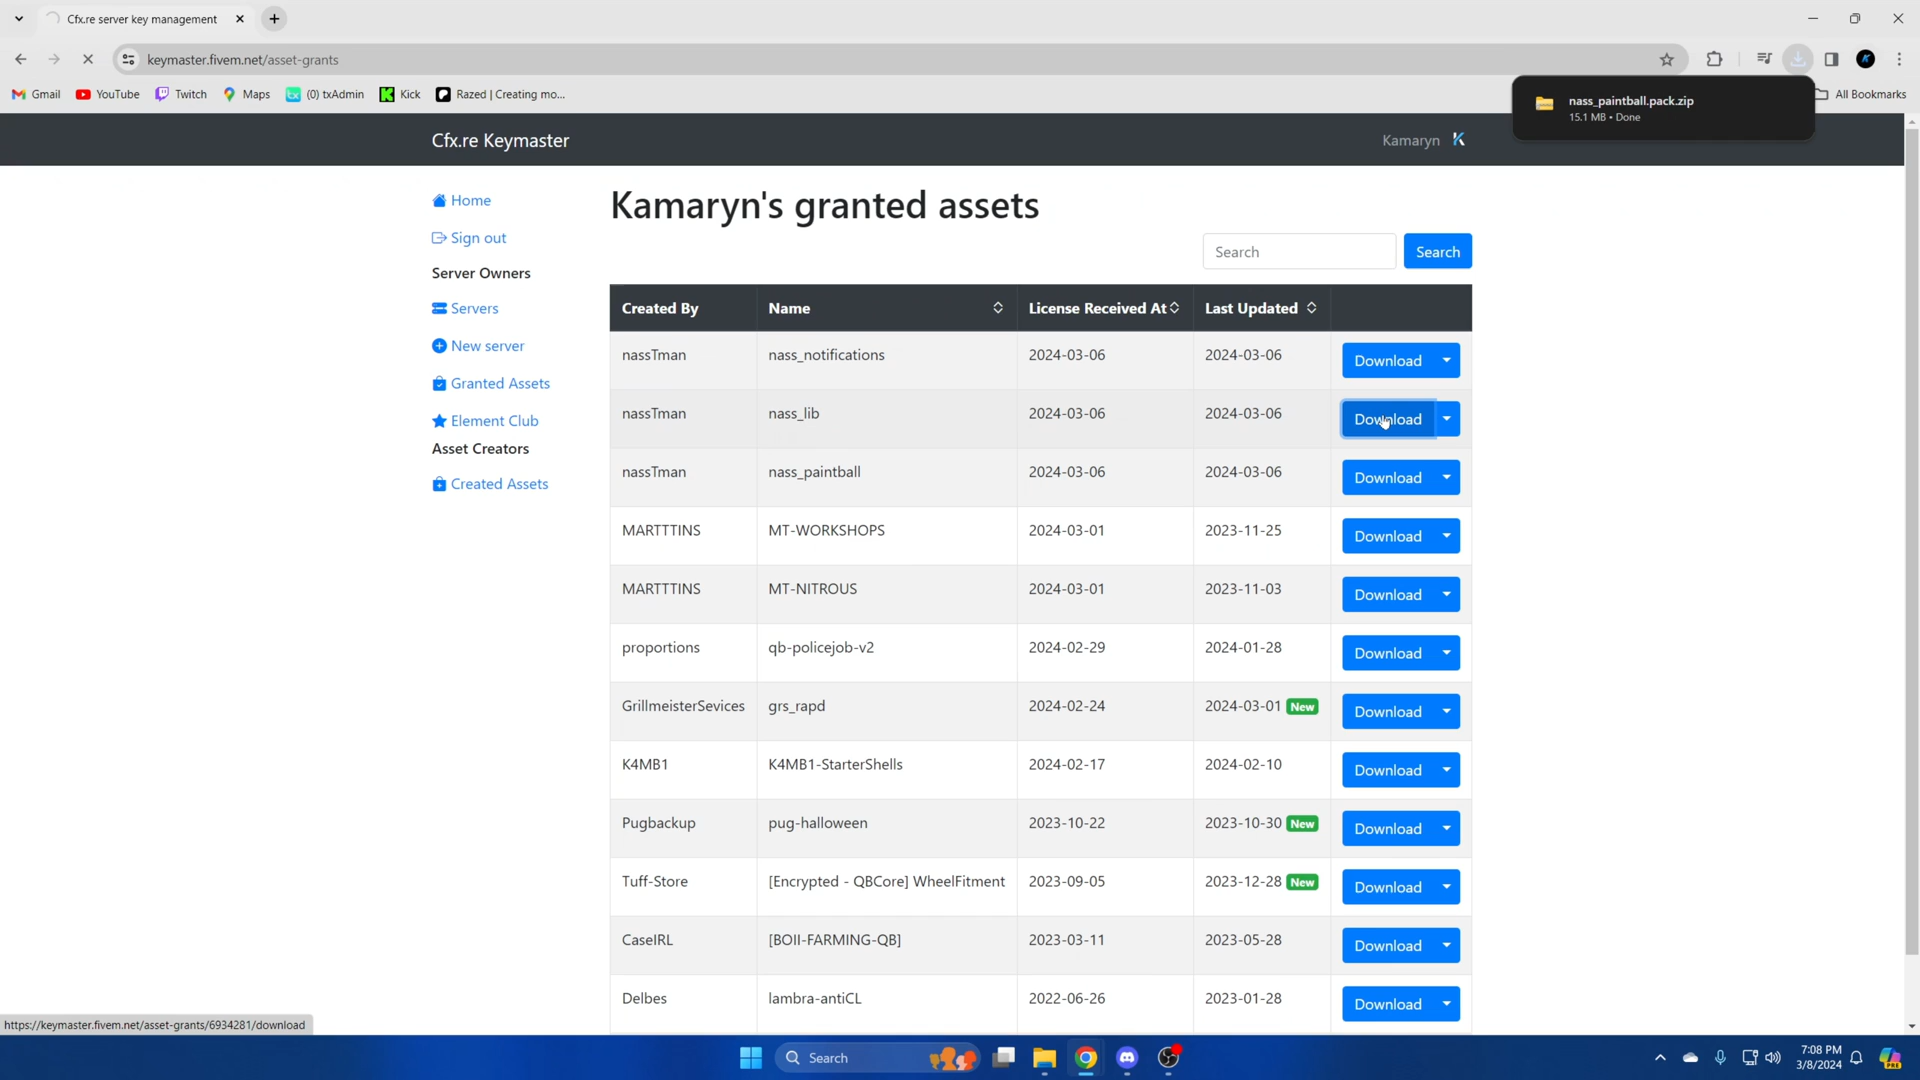 Cfx.re server key management
keymaster.fivem.net/asset-grants
Gmail YouTube Twitch Maps (0) txAdmin Kick Razed | Creating mo... All Bookmarks
nass_paintball.pack.zip
15.1 MB • Done
Cfx.re Keymaster
Kamaryn
Home
Sign out
Server Owners
Servers
New server
Granted Assets
Element Club
Asset Creators
Created Assets
Kamaryn's granted assets
Search Search
Created By Name License Received At Last Updated
nassTman nass_notifications 2024-03-06 2024-03-06 Download
nassTman nass_lib 2024-03-06 2024-03-06 Download
nassTman nass_paintball 2024-03-06 2024-03-06 Download
MARTTTINS MT-WORKSHOPS 2024-03-01 2023-11-25 Download
MARTTTINS MT-NITROUS 2024-03-01 2023-11-03 Download
proportions qb-policejob-v2 2024-02-29 2024-01-28 Download
GrillmeisterSevices grs_rapd 2024-02-24 2024-03-01 New Download
K4MB1 K4MB1-StarterShells 2024-02-17 2024-02-10 Download
Pugbackup pug-halloween 2023-10-22 2023-10-30 New Download
Tuff-Store [Encrypted - QBCore] WheelFitment 2023-09-05 2023-12-28 New Download
CaseIRL [BOII-FARMING-QB] 2023-03-11 2023-05-28 Download
Delbes lambra-antiCL 2022-06-26 2023-01-28 Download
https://keymaster.fivem.net/asset-grants/6934281/download
Search
7:08 PM
3/8/2024
PRE